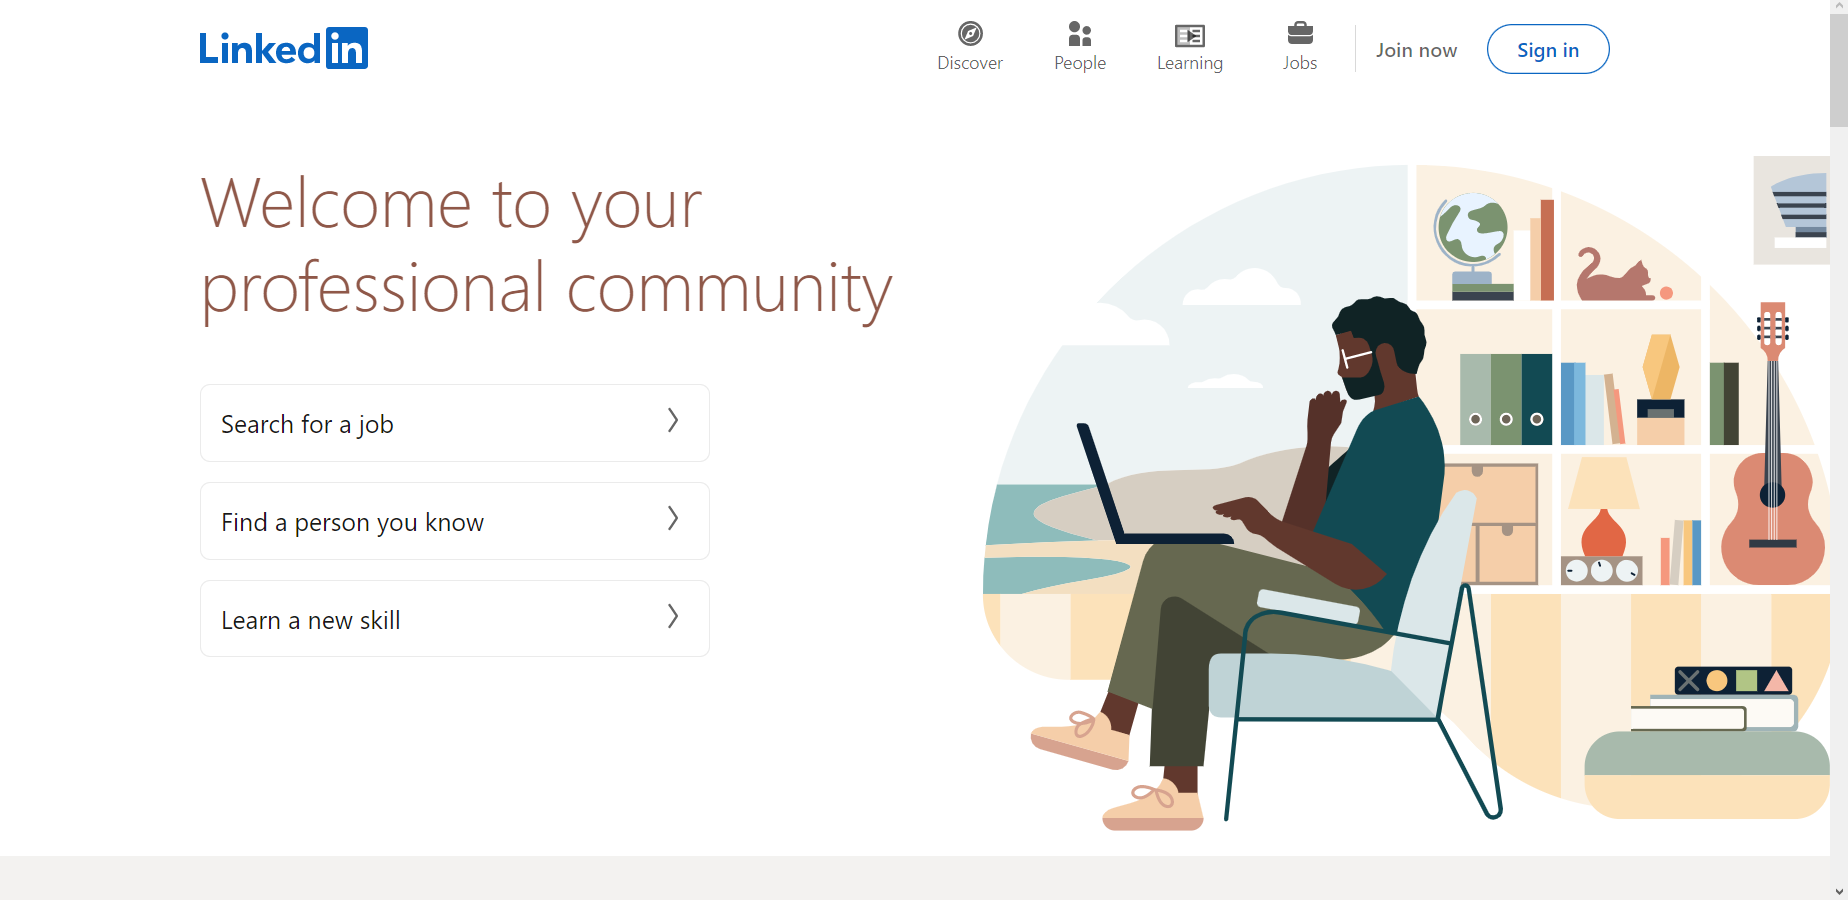 Linkedin
Discover
People
Learning
Jobs
Join now
Sign in
Welcome to your
professional community
Search for a job
Find a person you know
Learn a new skill